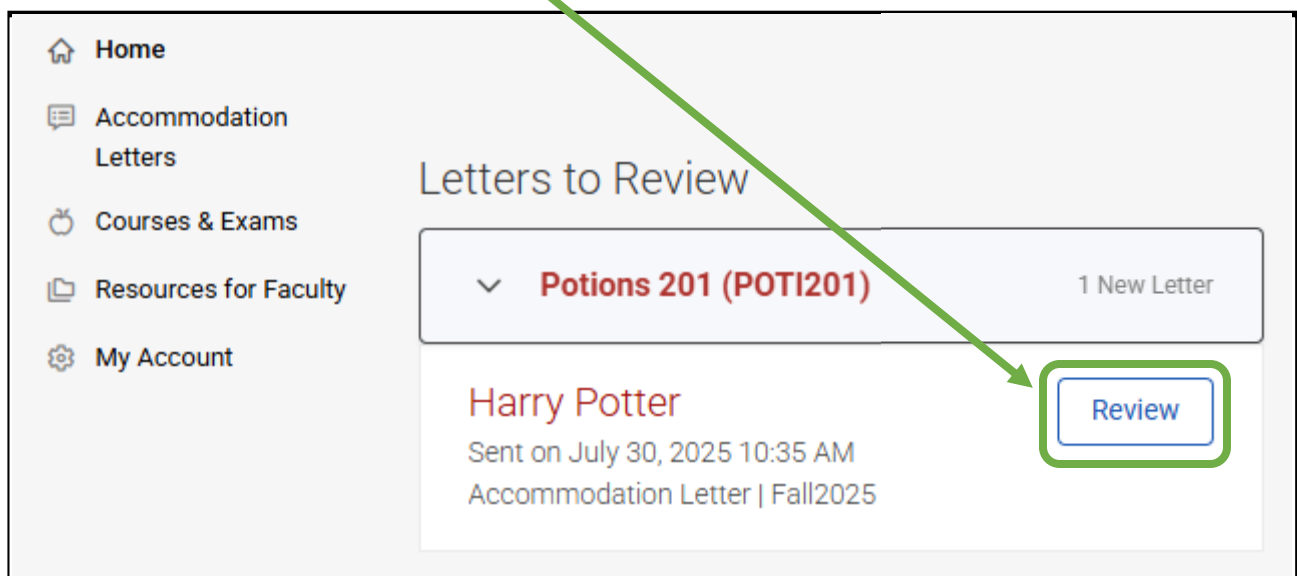 Home
Accommodation
Letters
Courses & Exams
Resources for Faculty
My Account
Letters to Review
Potions 201 (POTI201)
1 New Letter
Harry Potter
Review
Sent on July 30, 2025 10:35 AM
Accommodation Letter | Fall2025